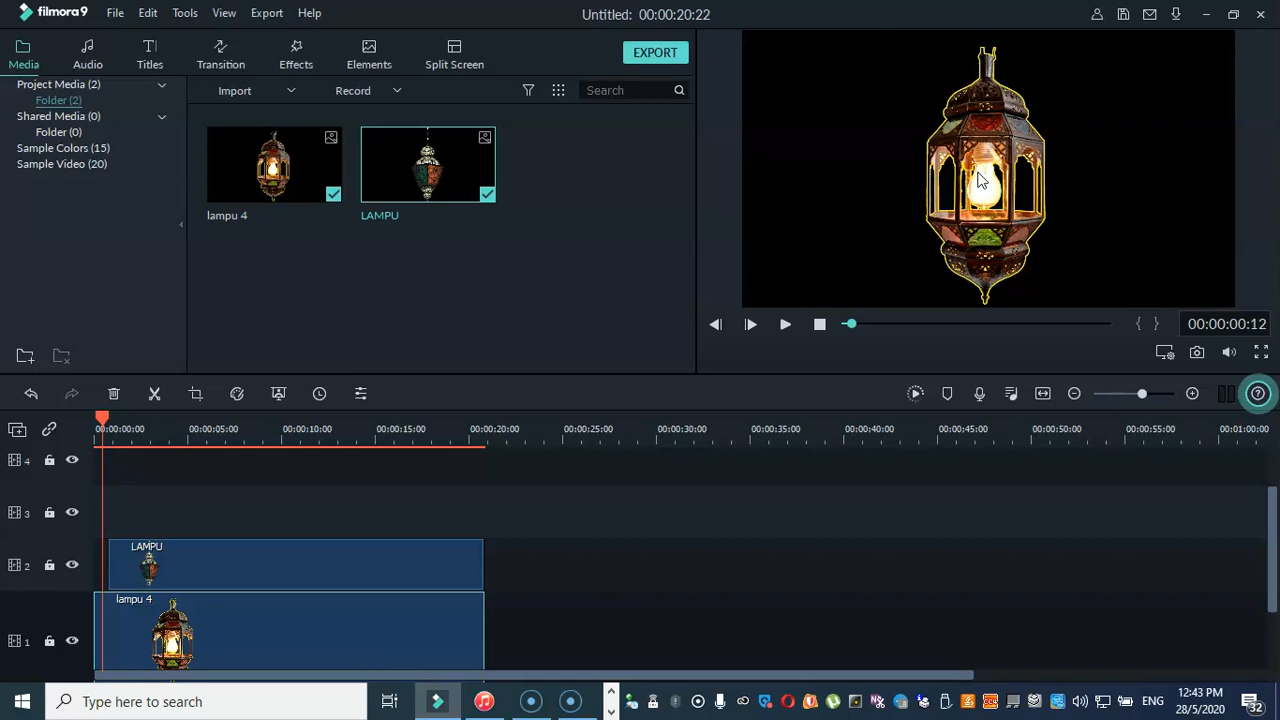 filmora9 File Edit Tools View Export Help Untitled: 00:00:20:22
Media Audio Titles Transition Effects Elements Split Screen EXPORT
Project Media (2)
Folder (2)
Shared Media (0)
Folder (0)
Sample Colors (15)
Sample Video (20)
Import Record Search
lampu 4 LAMPU
{ } 00:00:00:12
00:00:00:00 00:00:05:00 00:00:10:00 00:00:15:00 00:00:20:00 00:00:25:00 00:00:30:00 00:00:35:00 00:00:40:00 00:00:45:00 00:00:50:00 00:00:55:00 00:01:00:00
4
3
2 LAMPU
1 lampu 4
Type here to search ENG 12:43 PM
28/5/2020 32